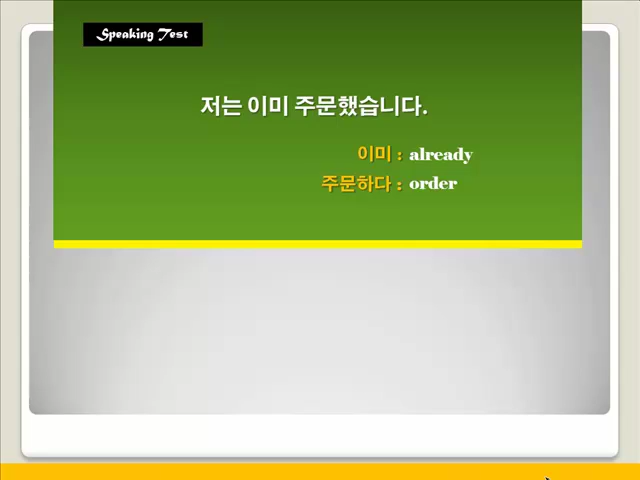 Speaking Test
저는 이미 주문했습니다.
이미 : already
주문하다 : order